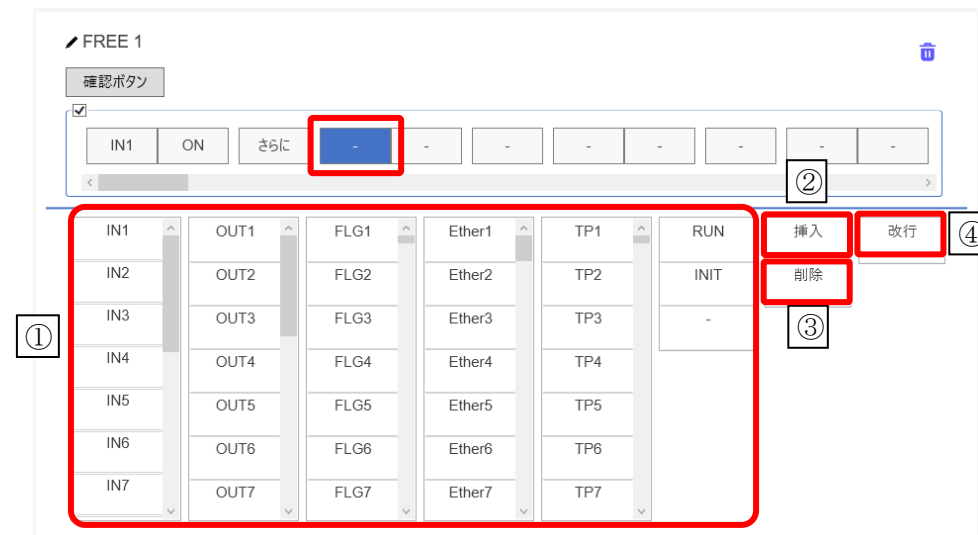 FREE 1
確認ボタン
IN1 ON さらに - - - - - - - -
②
IN1 OUT1 FLG1 Ether1 TP1 RUN 挿入 改行 ④
IN2 OUT2 FLG2 Ether2 TP2 INIT 削除
① IN3 OUT3 FLG3 Ether3 TP3 - ③
IN4 OUT4 FLG4 Ether4 TP4
IN5 OUT5 FLG5 Ether5 TP5
IN6 OUT6 FLG6 Ether6 TP6
IN7 OUT7 FLG7 Ether7 TP7